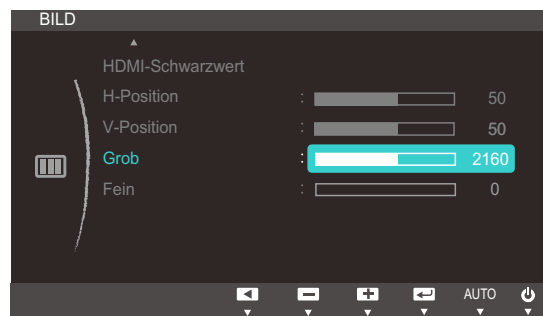 BILD
HDMI-Schwarzwert
H-Position : 50
V-Position : 50
Grob : 2160
Fein : 0
AUTO